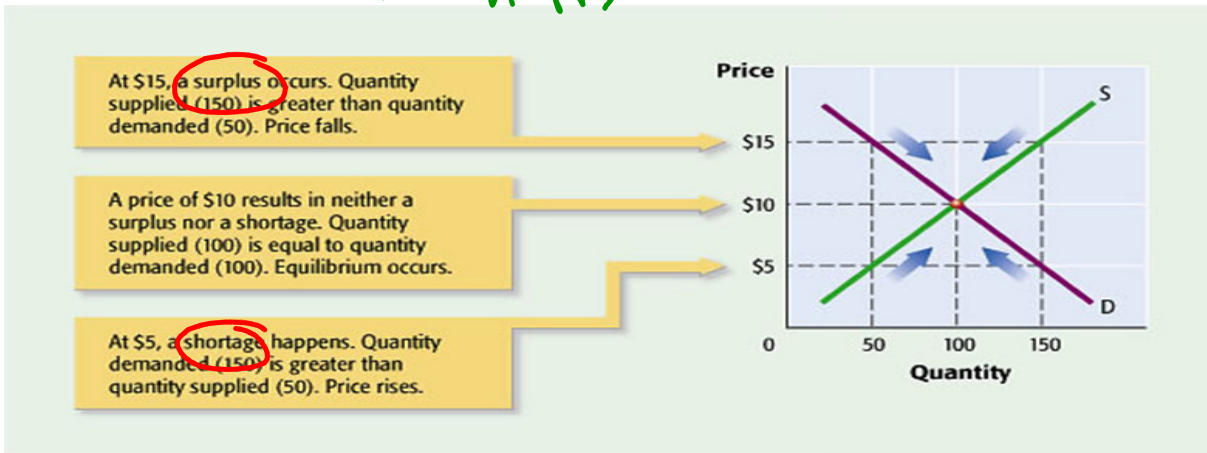 At $15, a surplus occurs. Quantity
supplied (150) is greater than quantity
demanded (50). Price falls.
A price of $10 results in neither a
surplus nor a shortage. Quantity
supplied (100) is equal to quantity
demanded (100). Equilibrium occurs.
At $5, a shortage happens. Quantity
demanded (150) is greater than
quantity supplied (50). Price rises.
Price
S
$15
$10
$5
D
0 50 100 150
Quantity